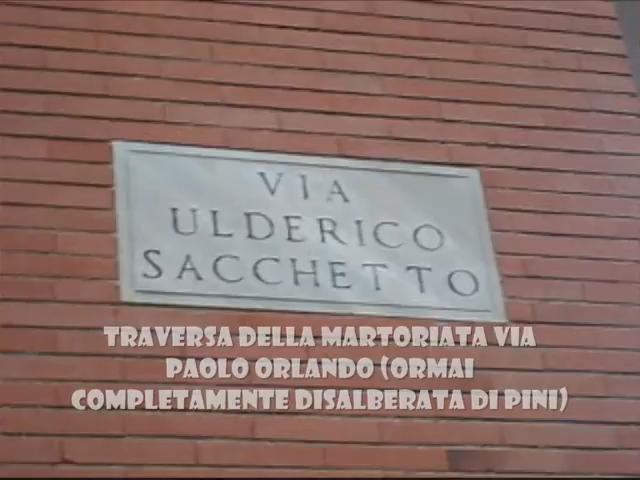 VIA
ULDERICO
SACCHETTO
TRAVERSA DELLA MARTORIATA VIA
PAOLO ORLANDO (ORMAI
COMPLETAMENTE DISALBERATA DI PINI)